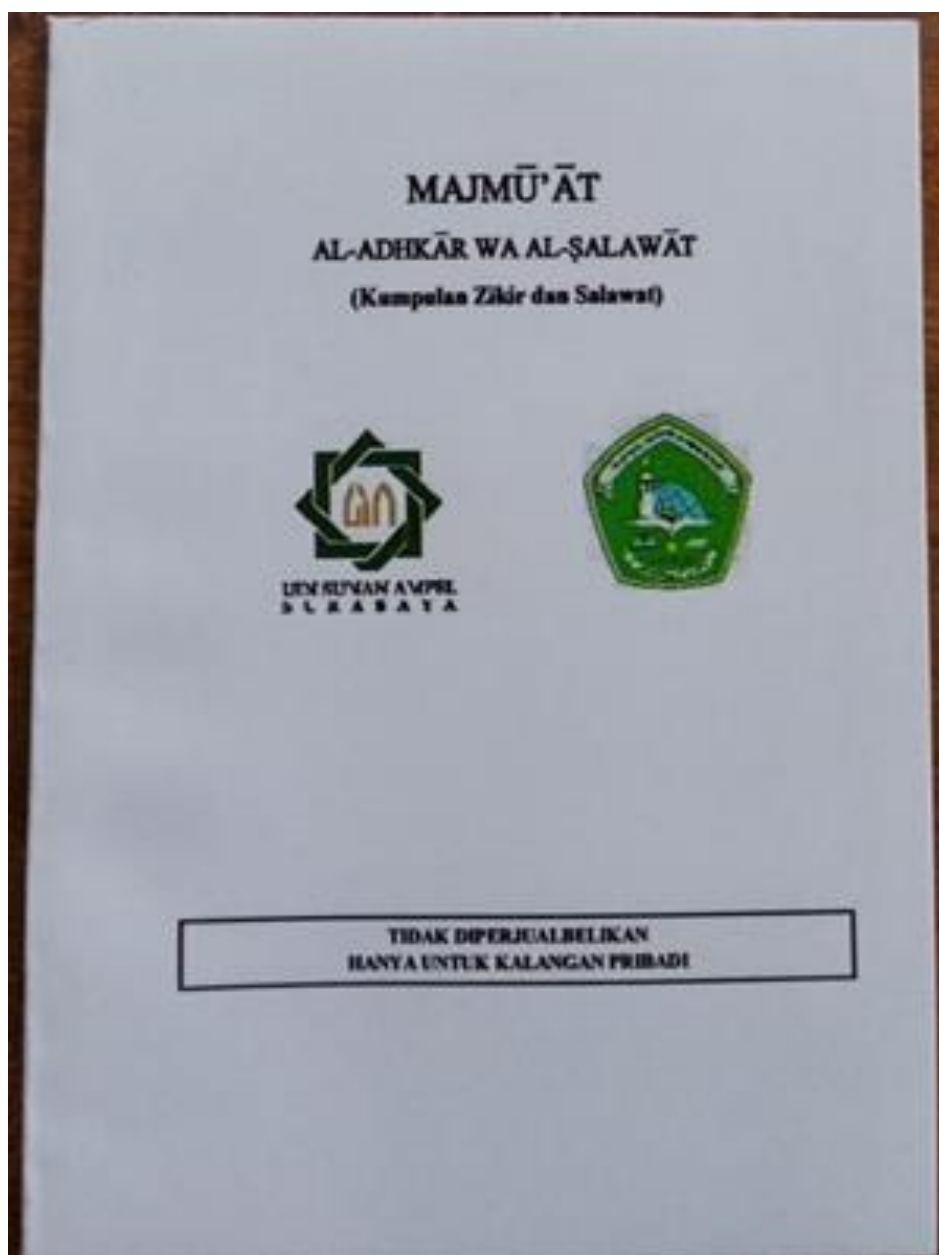 MAJMŪ’ĀT
AL-ADHKĀR WA AL-ṢALAWĀT
(Kumpulan Zikir dan Salawat)
UIN SUNAN AMPEL
SURABAYA
TIDAK DIPERJUALBELIKAN
HANYA UNTUK KALANGAN PRIBADI